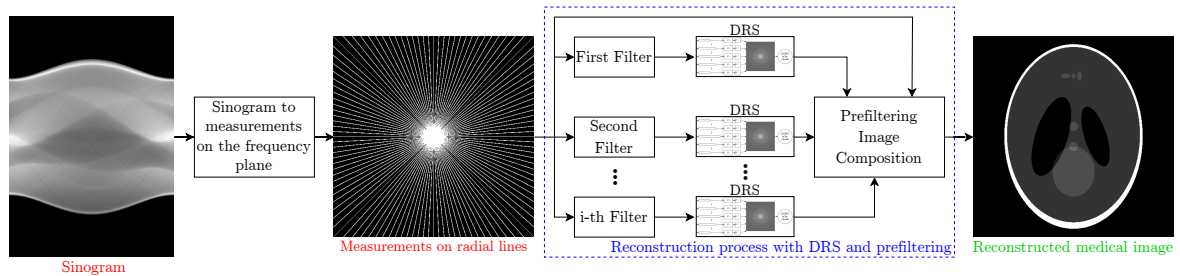 Sinogram
Sinogram to
measurements
on the frequency
plane
Measurements on radial lines
First Filter
DRS
Second
Filter
DRS
i-th Filter
DRS
Prefiltering
Image
Composition
Reconstruction process with DRS and prefiltering
Reconstructed medical image